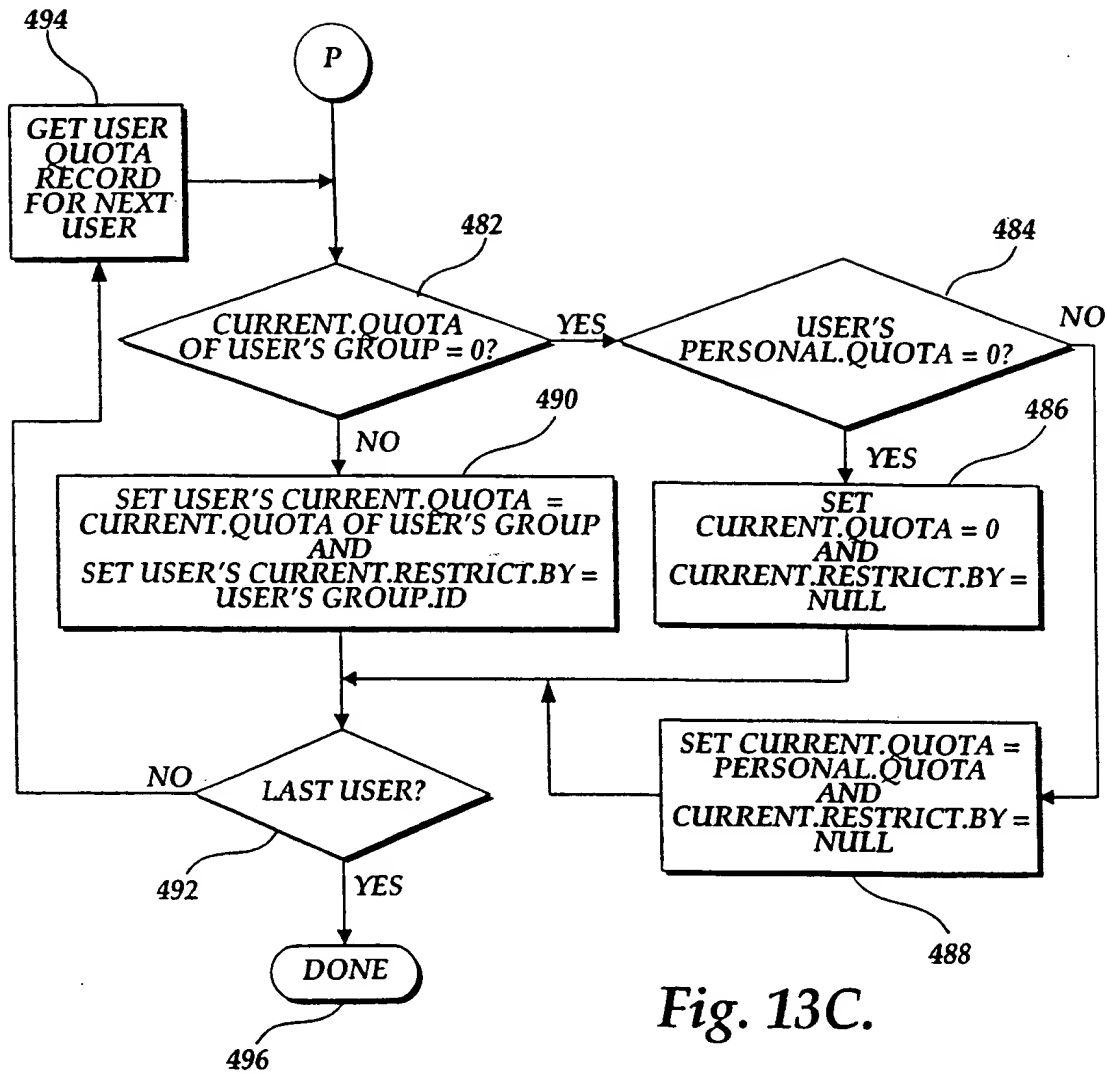 494
P
GET USER
QUOTA
RECORD
FOR NEXT
USER
482
CURRENT.QUOTA
OF USER'S GROUP = 0?
YES
484
USER'S
PERSONAL.QUOTA = 0?
NO
490
NO
SET USER'S CURRENT.QUOTA =
CURRENT.QUOTA OF USER'S GROUP
AND
SET USER'S CURRENT.RESTRICT.BY =
USER'S GROUP.ID
486
YES
SET
CURRENT.QUOTA = 0
AND
CURRENT.RESTRICT.BY =
NULL
SET CURRENT.QUOTA =
PERSONAL.QUOTA
AND
CURRENT.RESTRICT.BY =
NULL
488
NO
LAST USER?
492
YES
DONE
496
Fig. 13C.